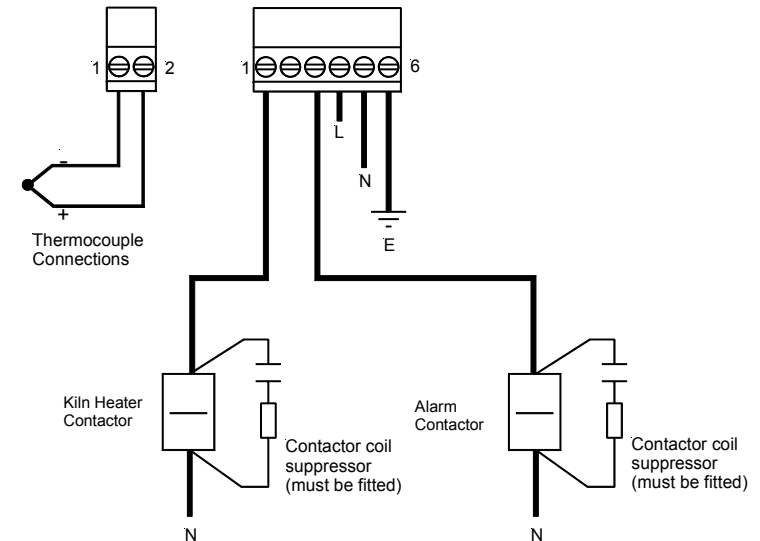 1 2 1 6
L
-
N
+
E
Thermocouple
Connections
Kiln Heater
Contactor
Contactor coil
suppressor
(must be fitted)
Alarm
Contactor
Contactor coil
suppressor
(must be fitted)
N
N